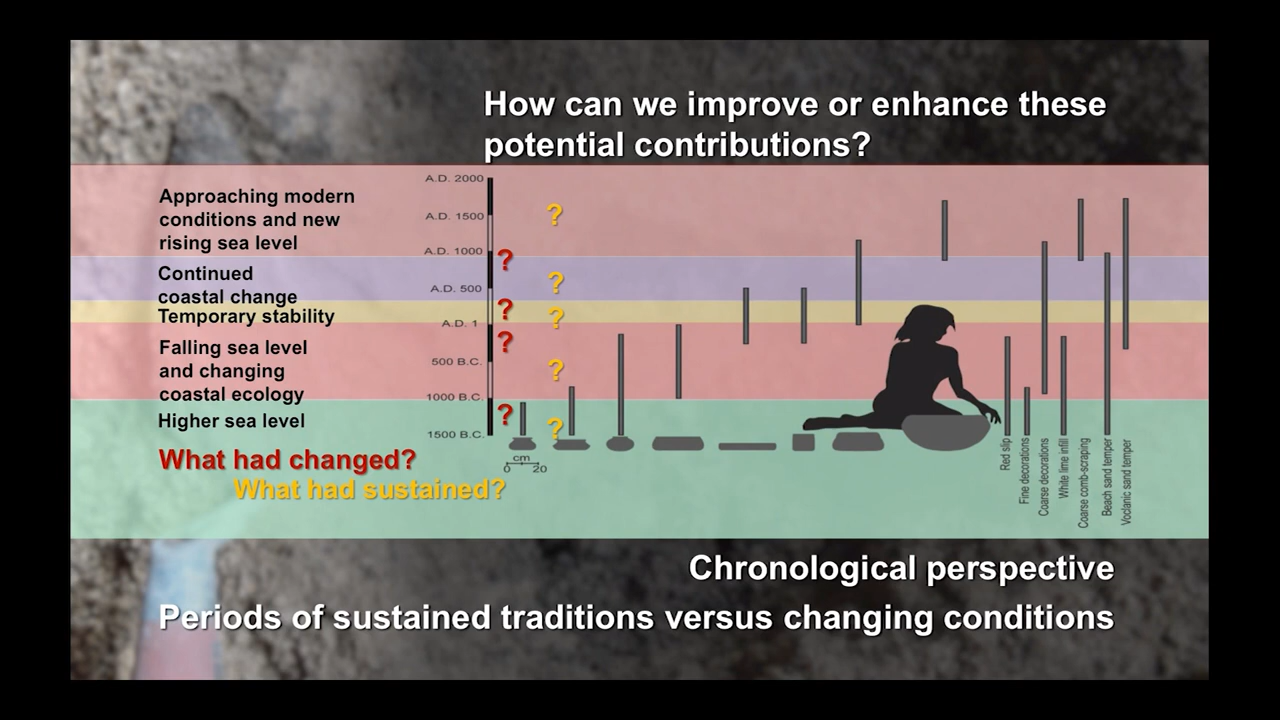 How can we improve or enhance these
potential contributions?
Approaching modern
conditions and new
rising sea level
Continued
coastal change
Temporary stability
Falling sea level
and changing
coastal ecology
Higher sea level
A.D. 2000
A.D. 1500
A.D. 1000
A.D. 500
A.D. 1
500 B.C.
1000 B.C.
1500 B.C.
?
?
?
?
?
?
?
?
?
cm
0 20
Red slip
Fine decorations
Coarse decorations
White lime infill
Coarse comb-scraping
Beach sand temper
Voclanic sand temper
What had changed?
What had sustained?
Chronological perspective
Periods of sustained traditions versus changing conditions